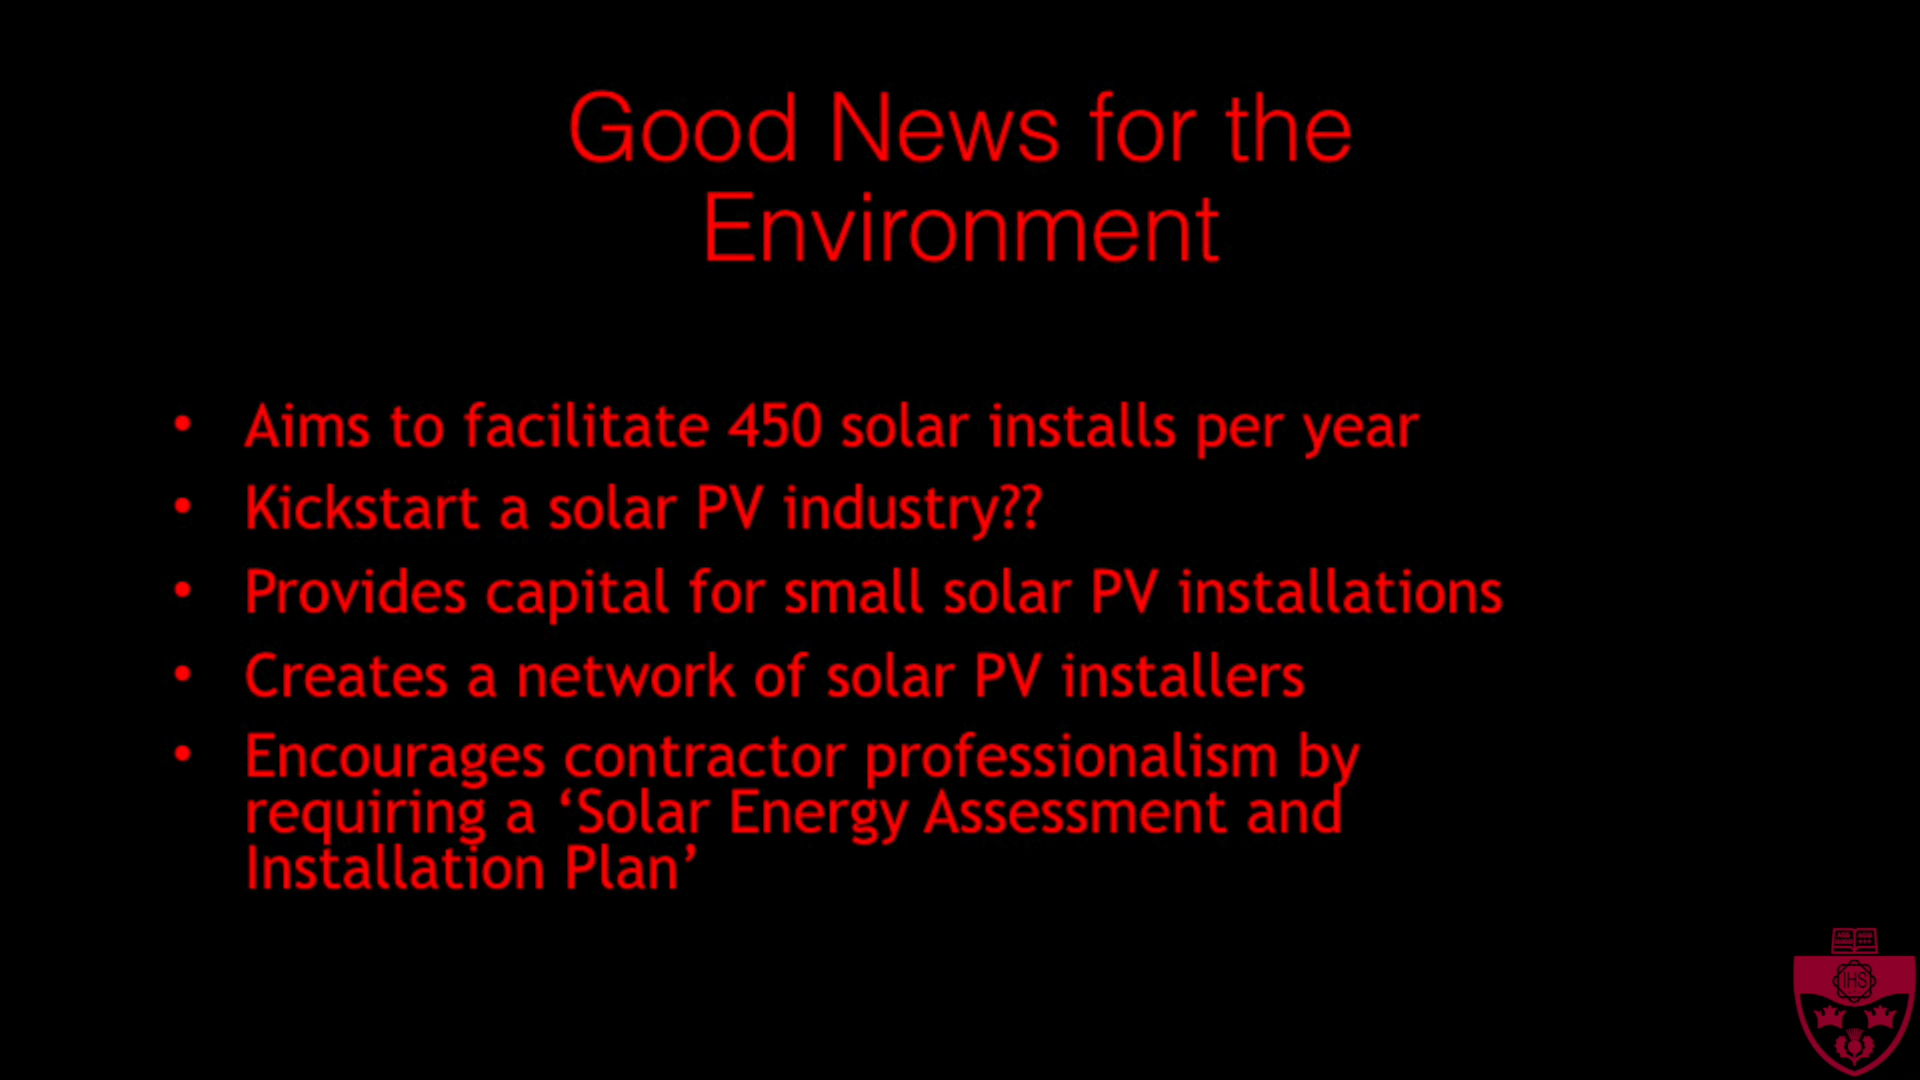 Good News for the
Environment
• Aims to facilitate 450 solar installs per year
• Kickstart a solar PV industry??
• Provides capital for small solar PV installations
• Creates a network of solar PV installers
• Encourages contractor professionalism by
requiring a ‘Solar Energy Assessment and
Installation Plan’
IHS